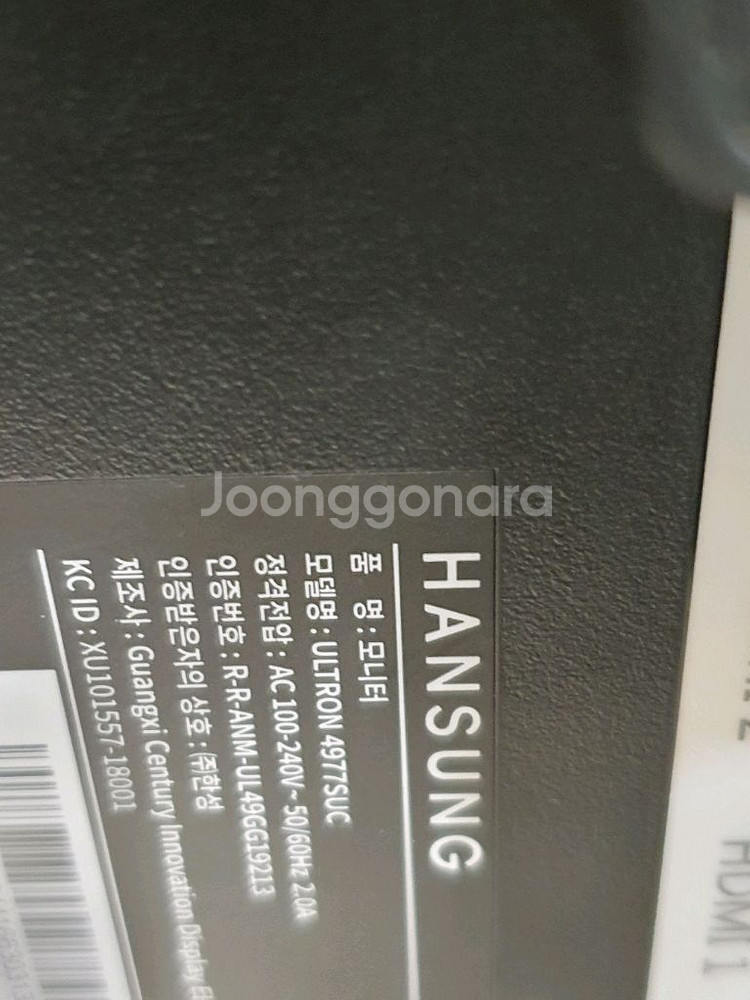 HANSUNG
품 명 : 모니터
모델명 : ULTRON 4977SUC
정격전압 : AC 100-240V~ 50/60Hz 2.0A
인증번호 : R-R-ANM-UL49GG19213
인증받은자의 상호 : (주)한성
제조사 : Guangxi Century Innovation Display El
KC ID : XU101557-18001
HDMI 1
Joonggonara